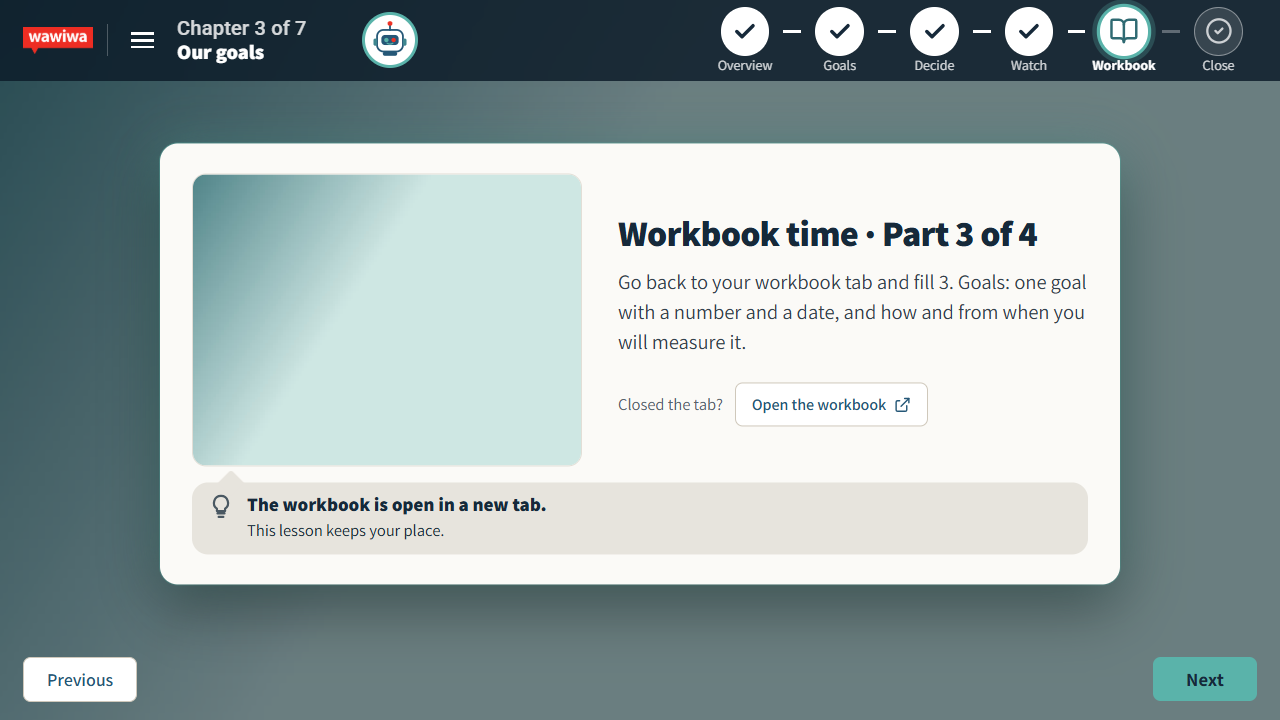 wawiwa
Chapter 3 of 7
Our goals
Overview
Goals
Decide
Watch
Workbook
Close
Workbook time • Part 3 of 4
Go back to your workbook tab and fill 3. Goals: one goal
with a number and a date, and how and from when you
will measure it.
Closed the tab?
Open the workbook
The workbook is open in a new tab.
This lesson keeps your place.
Previous
Next